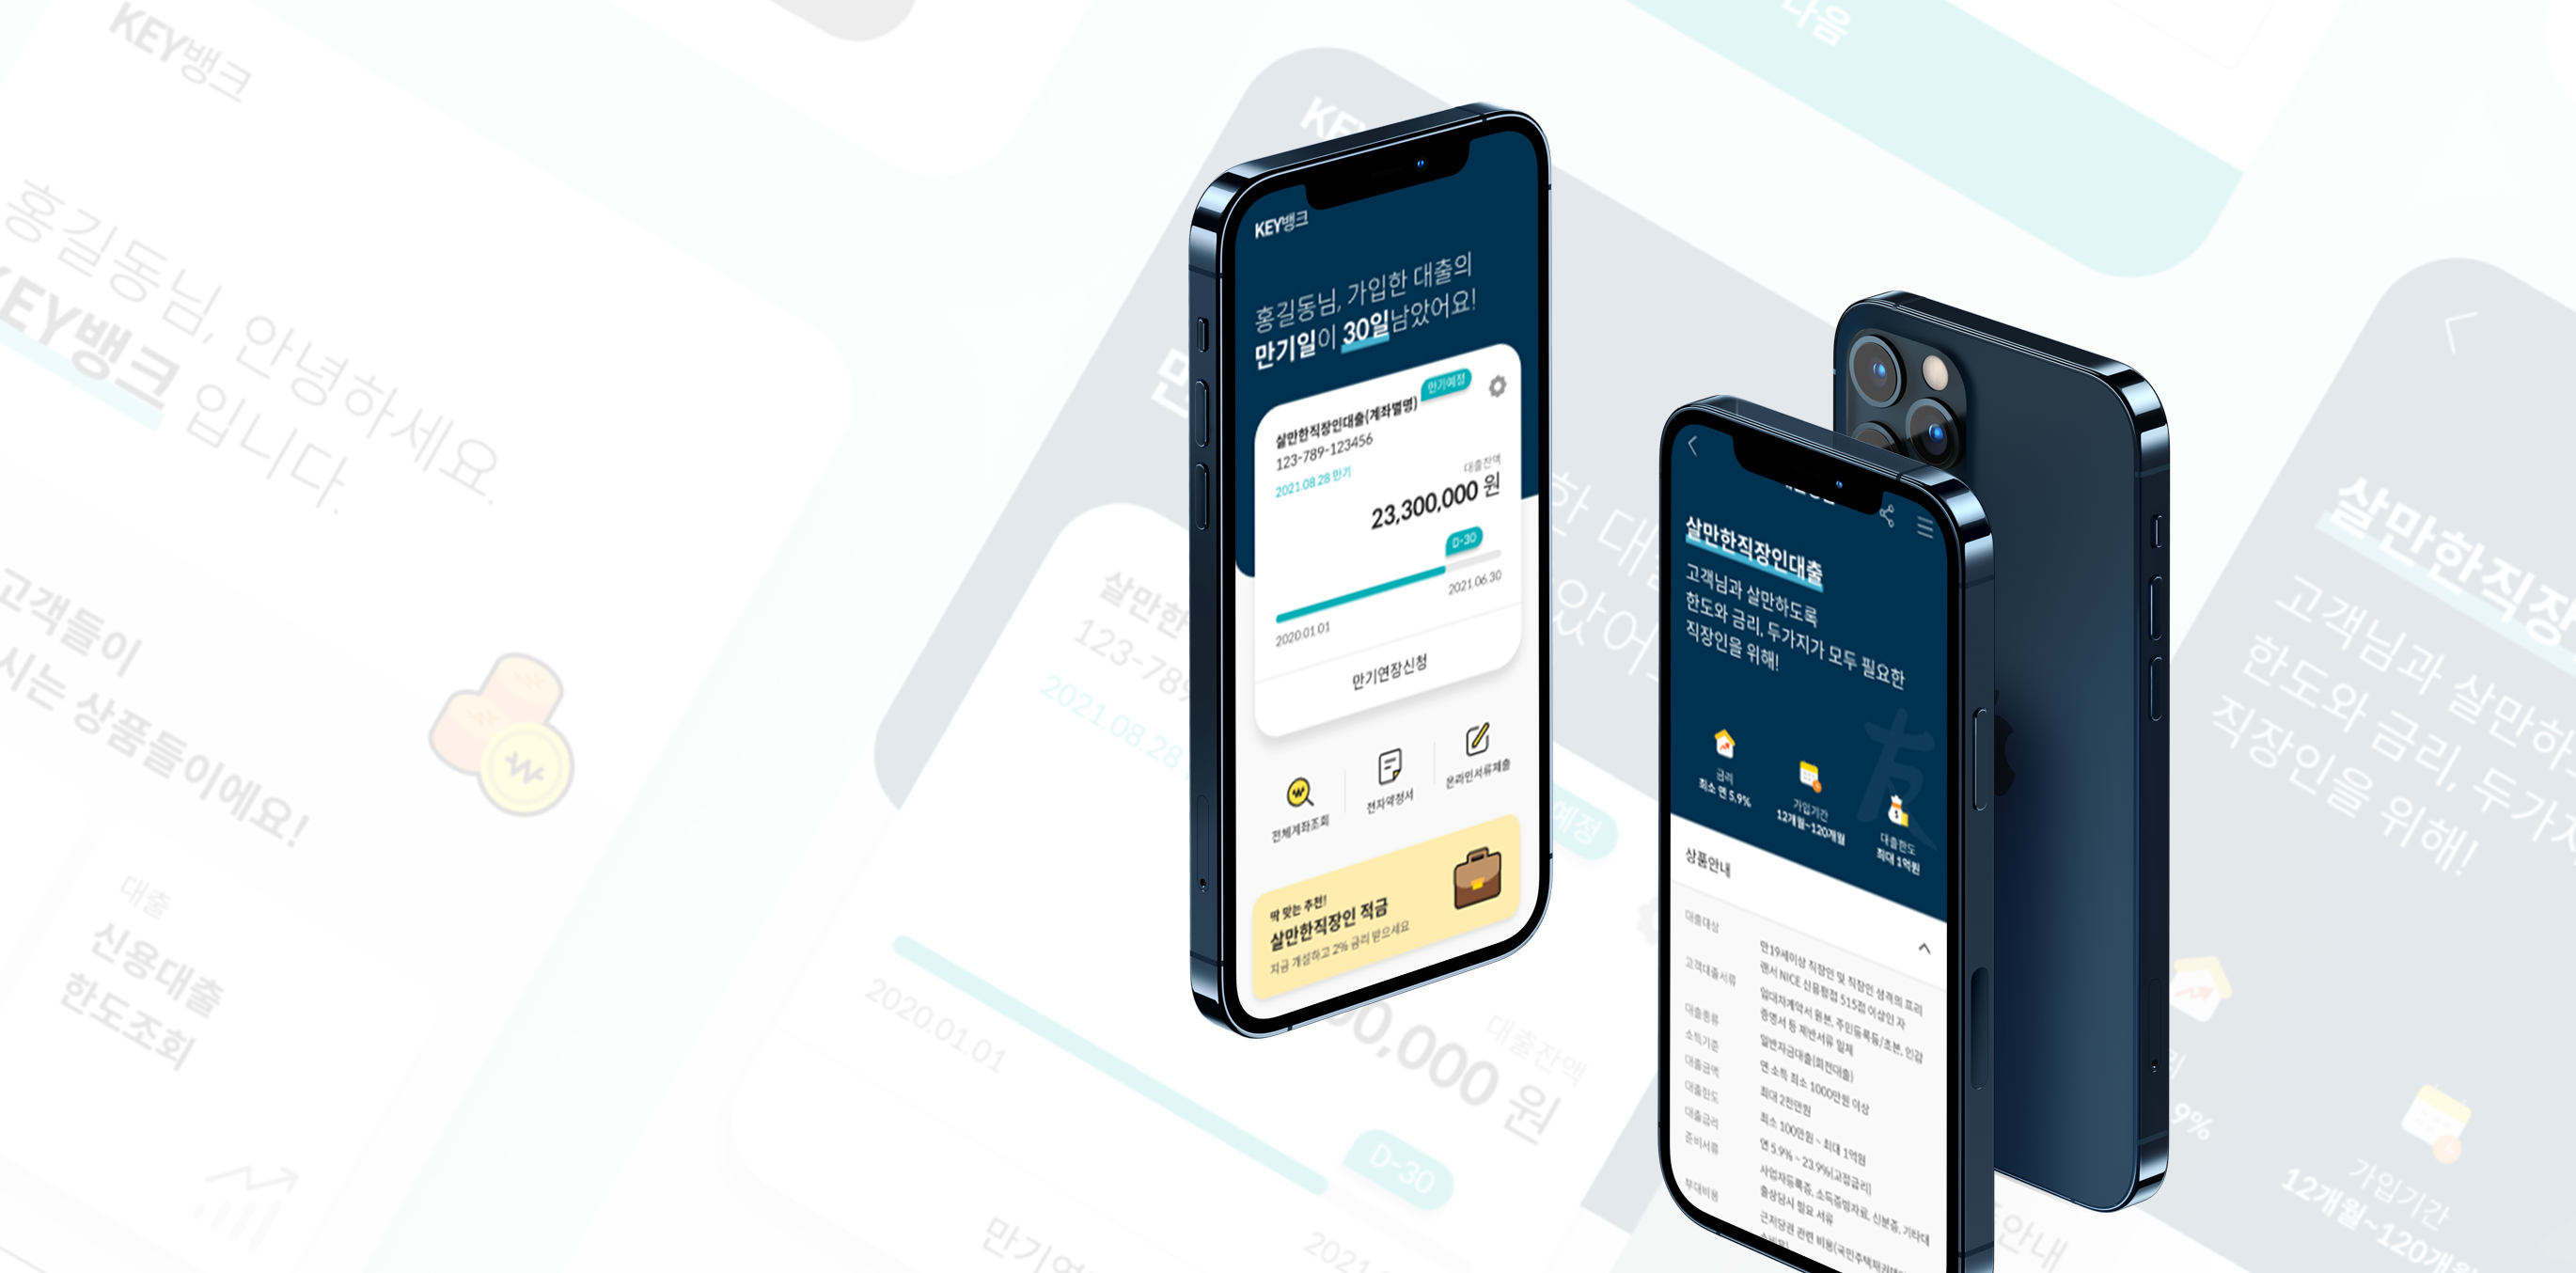 KEY뱅크
홍길동님, 안녕하세요.
KEY뱅크 입니다.
고객들이
시는 상품들이에요!
대출
신용대출
한도조회
다음
KEY뱅크
홍길동님, 가입한 대출의
만기일이 30일남았어요!
만기예정
살만한직장인대출(계좌별명)
123-789-123456
2021.08.28 만기
대출잔액
23,300,000 원
D-30
2021.06.30
2020.01.01
만기연장신청
전체계좌조회
전자약정서
온라인서류제출
딱 맞는 추천!
살만한직장인 적금
지금 개설하고 2% 금리 받으세요
살만한직장인대출
고객님과 살만하도록
한도와 금리, 두가지가 모두 필요한
직장인을 위해!
금리
최소 연 5.9%
가입기간
12개월~120개월
대출한도
최대 1억원
상품안내
대출대상
만19세이상 직장인 및 직장인 성격의 프리
랜서 NICE 신용평점 515점 이상인 자
고객대출서류
임대차계약서 원본, 주민등록등/초본, 인감
증명서 등 제반서류 일체
대출종류
일반자금대출(회전대출)
소득기준
연 소득 최소 1000만원 이상
대출금액
최대 2천만원
대출한도
최소 100만원 ~ 최대 1억원
대출금리
연 5.9% ~ 23.9%(고정금리)
준비서류
사업자등록증, 소득증빙자료, 신분증, 기타대
출상담시 필요 서류
부대비용
근저당권 관련 비용(국민주택채권
살만한
123-789
2021.08.28
한 대
았어
예정
2020.01.01
대출잔액
00,000 원
D-30
2021.
만기연
살만한직장
고객님과 살만하
한도와 금리, 두가지
직장인을 위해!
9%
가입기간
12개월~120개월
안내